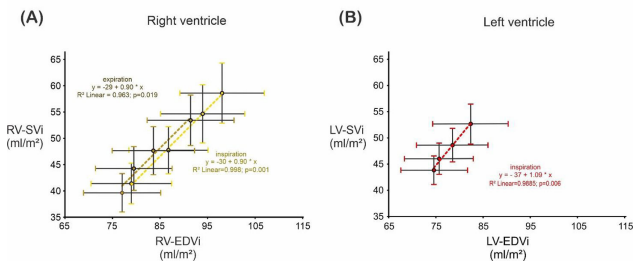 (A)
Right ventricle
RV-SVi
(ml/m²)
65
60
55
50
45
40
35
expiration
y = -29 + 0.90 * x
R² Linear = 0.963; p=0.019
inspiration
y = -30 + 0.90 * x
R² Linear=0.998; p=0.001
65 75 85 95 105 115
RV-EDVi
(ml/m²)
(B)
Left ventricle
LV-SVi
(ml/m²)
65
60
55
50
45
40
35
inspiration
y = - 37 + 1.09 * x
R² Linear=0.9885; p=0.006
65 75 85 95 105 115
LV-EDVi
(ml/m²)